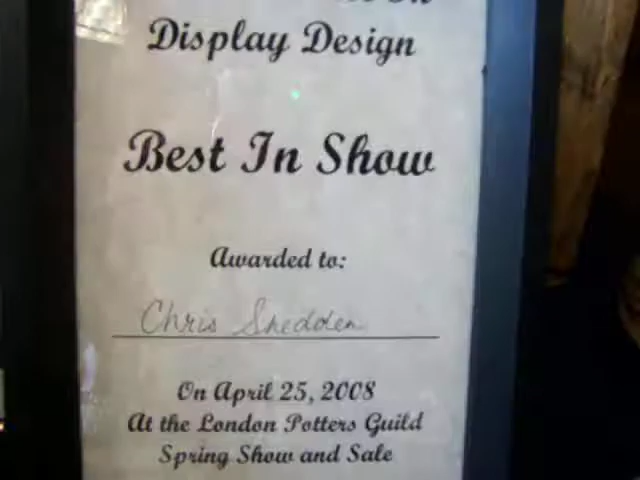 Display Design
Best In Show
Awarded to:
Chris Snedden
On April 25, 2008
At the London Potters Guild
Spring Show and Sale